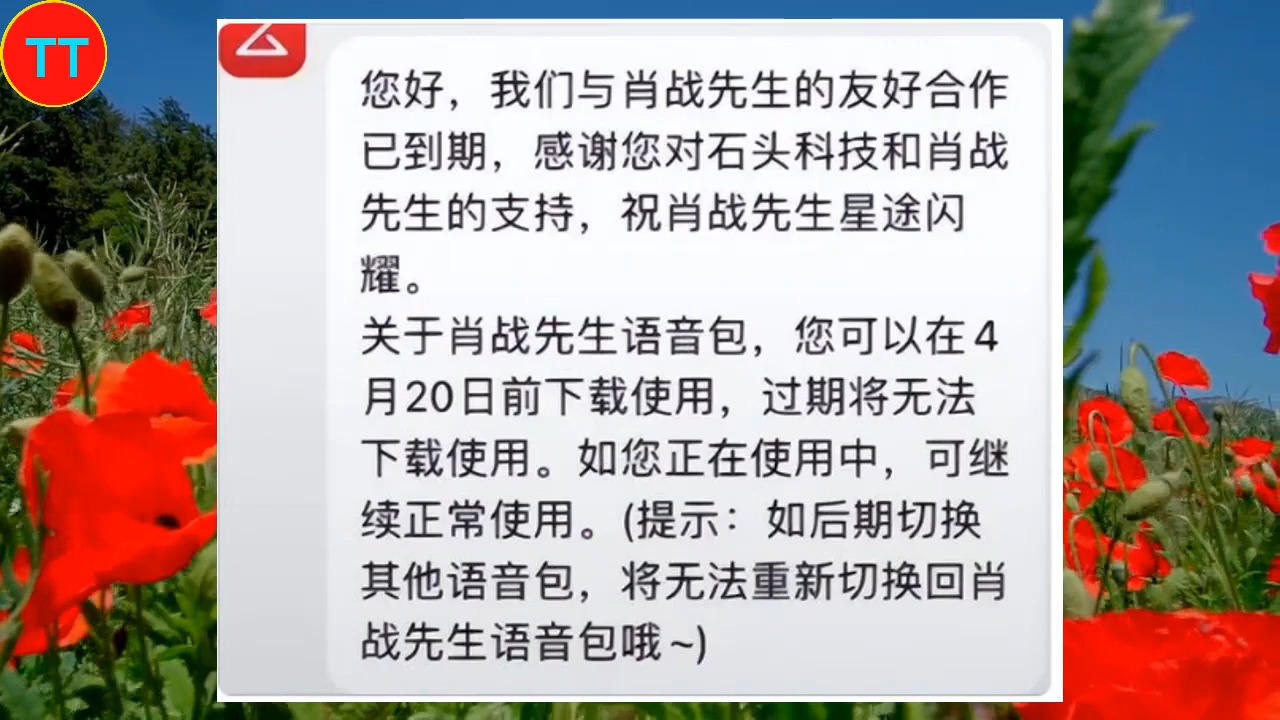 TT
您好，我们与肖战先生的友好合作
已到期，感谢您对石头科技和肖战
先生的支持，祝肖战先生星途闪
耀。
关于肖战先生语音包，您可以在4
月20日前下载使用，过期将无法
下载使用。如您正在使用中，可继
续正常使用。(提示：如后期切换
其他语音包，将无法重新切换回肖
战先生语音包哦~)